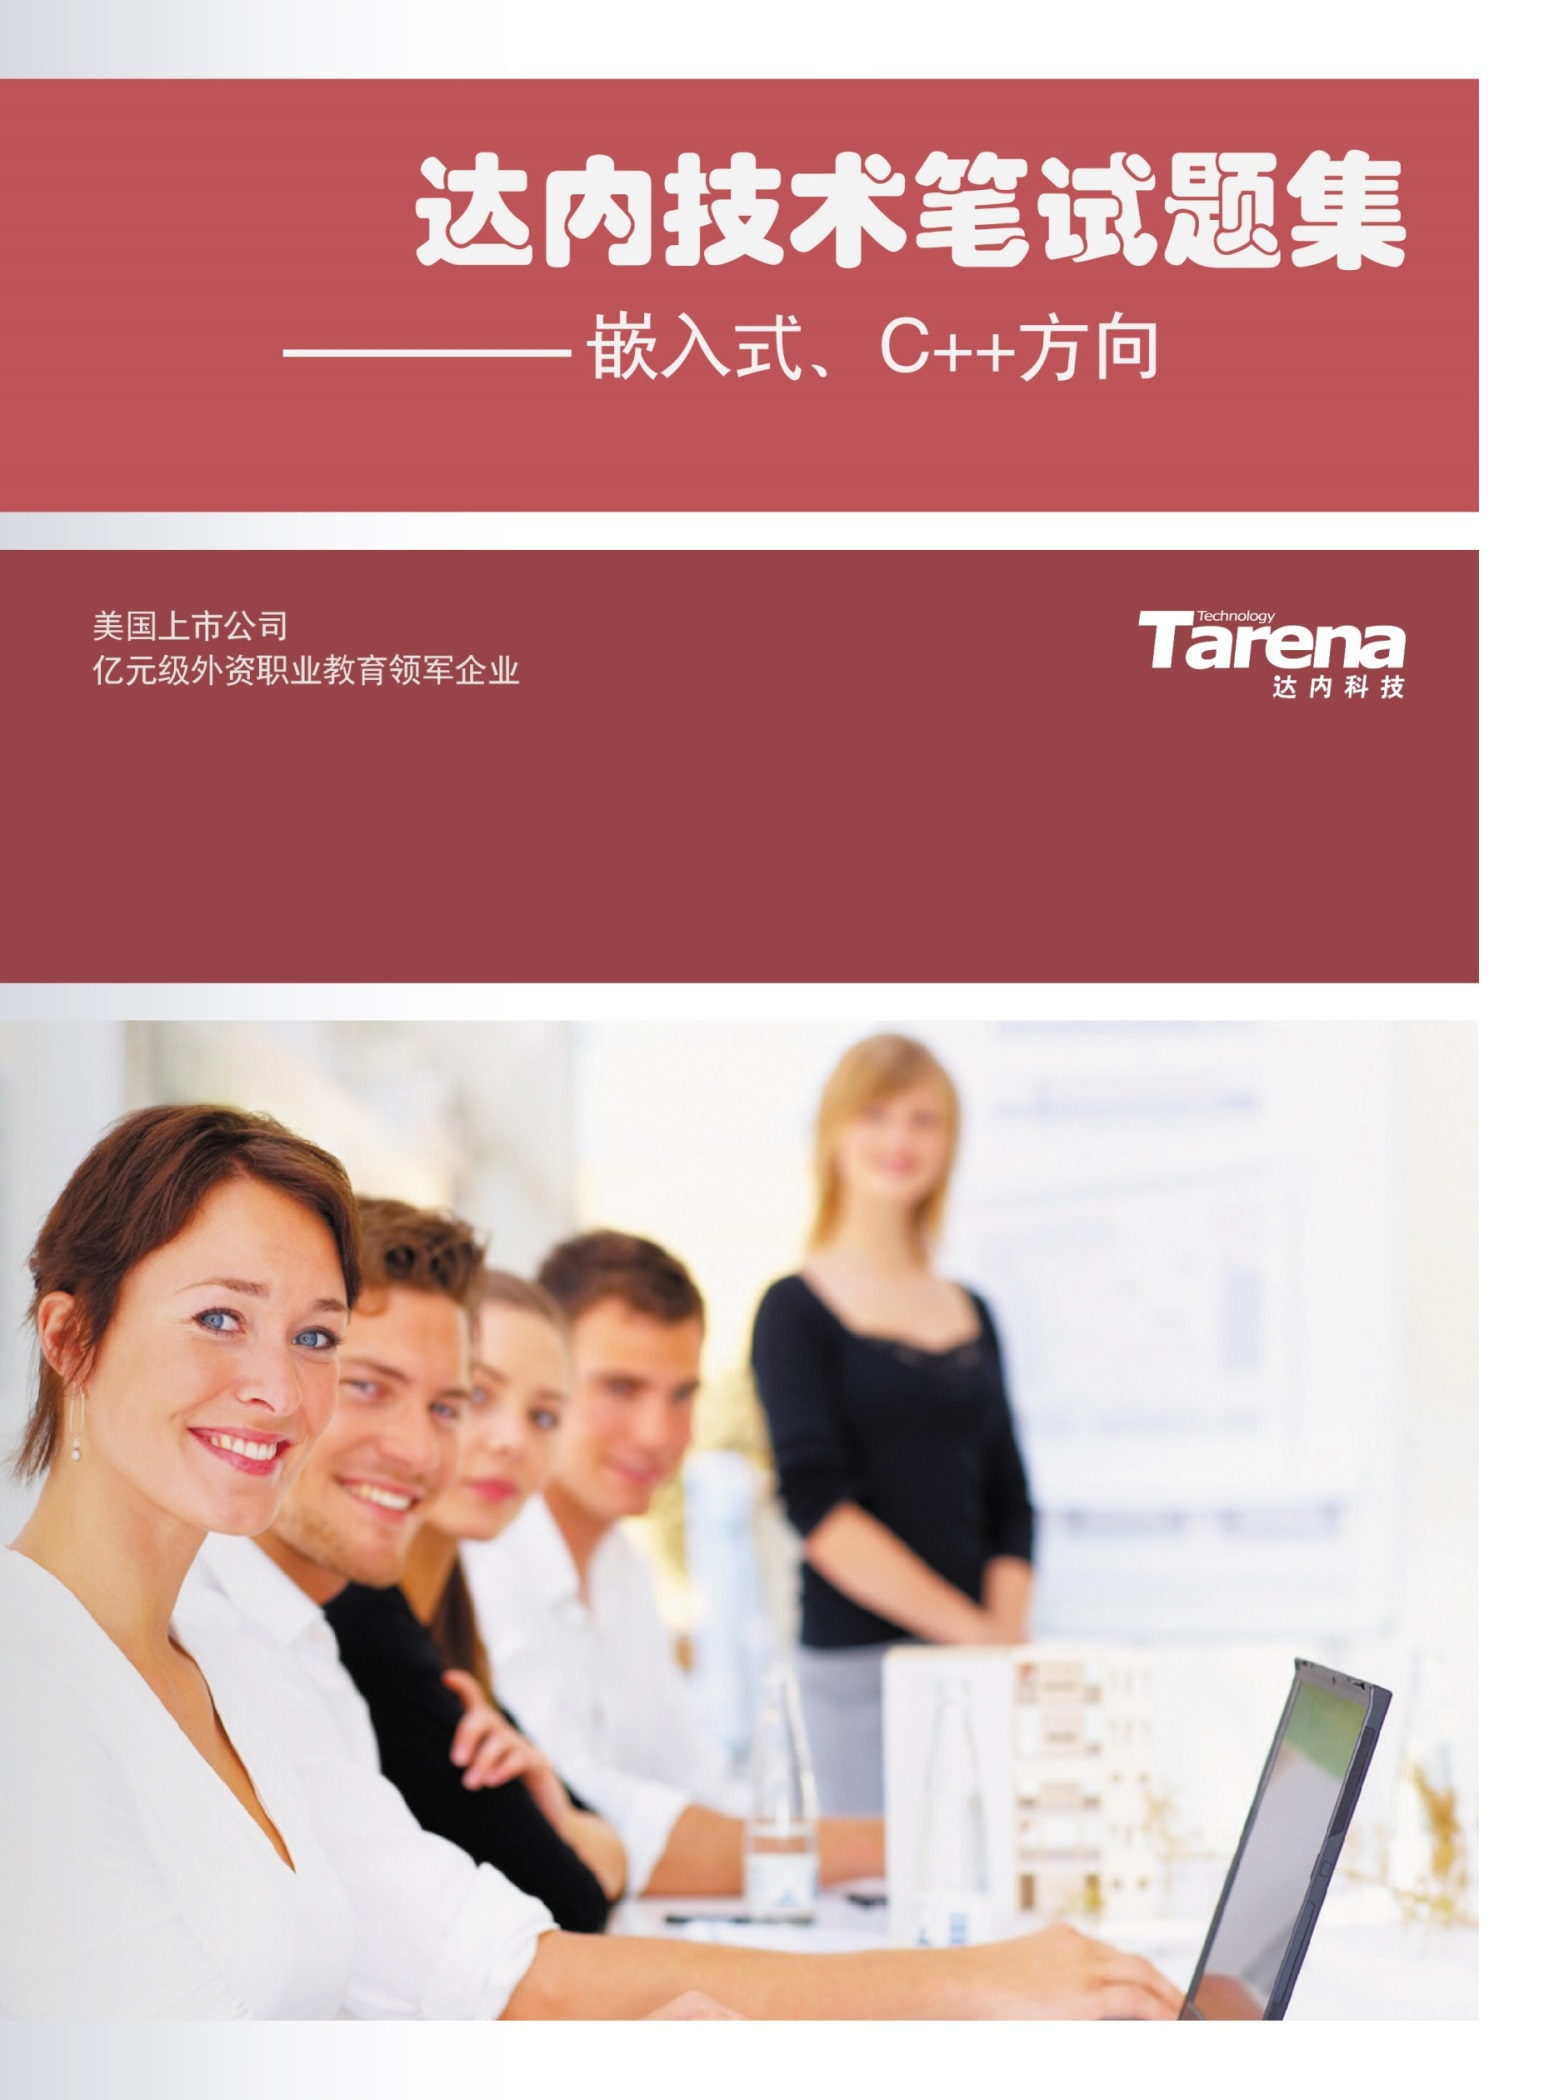 达内技术笔试题集
————嵌入式、C++方向
美国上市公司
亿元级外资职业教育领军企业
Technology
Tarena
达内科技